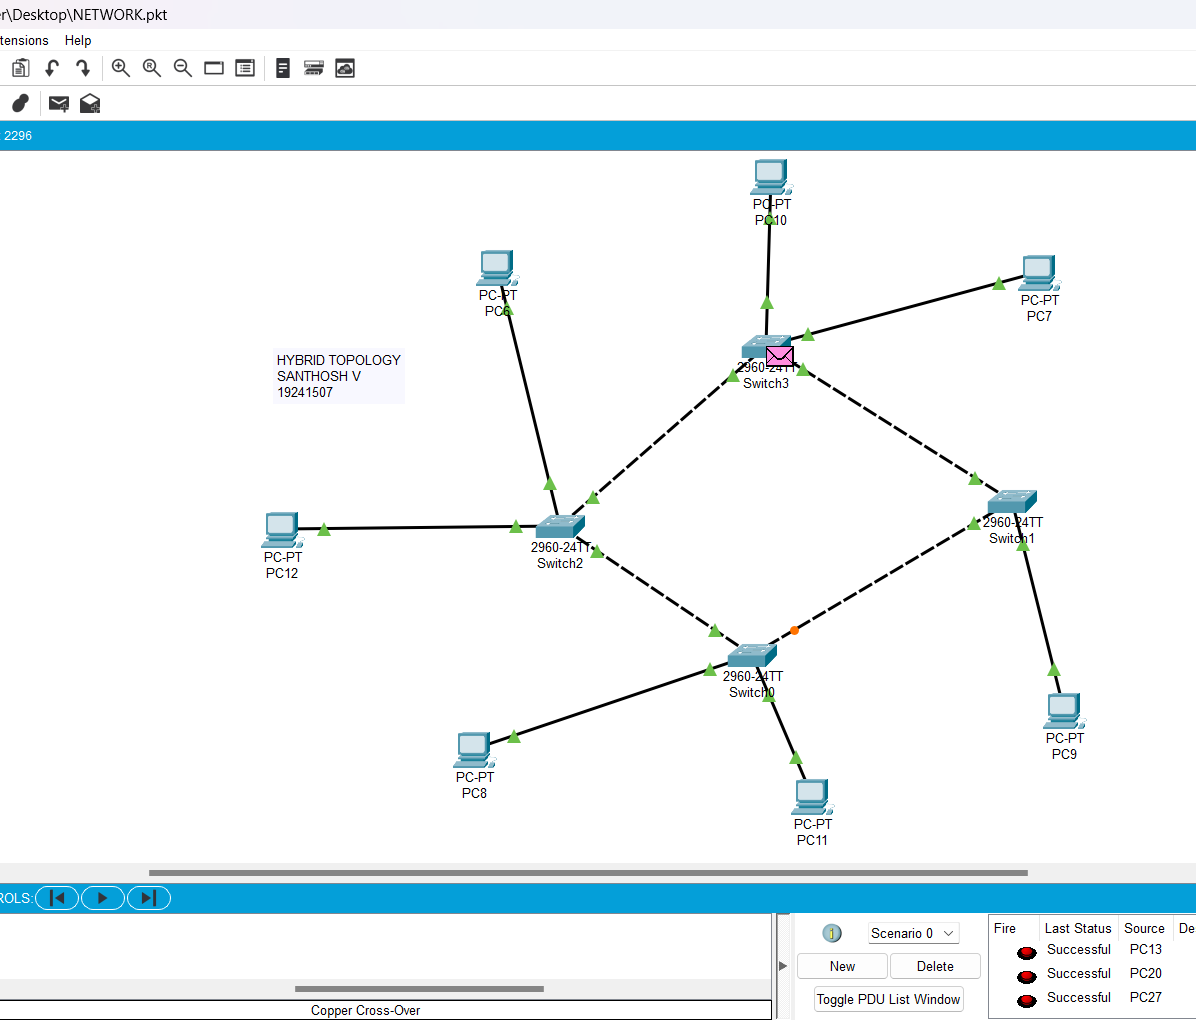 r\Desktop\NETWORK.pkt
tensions Help
2296
PC-PT
PC10
PC-PT
PC6
PC-PT
PC7
HYBRID TOPOLOGY
SANTHOSH V
19241507
2960-24TT
Switch3
2960-24TT
Switch1
PC-PT
PC12
2960-24TT
Switch2
2960-24TT
Switch0
PC-PT
PC9
PC-PT
PC8
PC-PT
PC11
ROLS:
Scenario 0
New Delete
Toggle PDU List Window
Fire Last Status Source De
Successful PC13
Successful PC20
Successful PC27
Copper Cross-Over